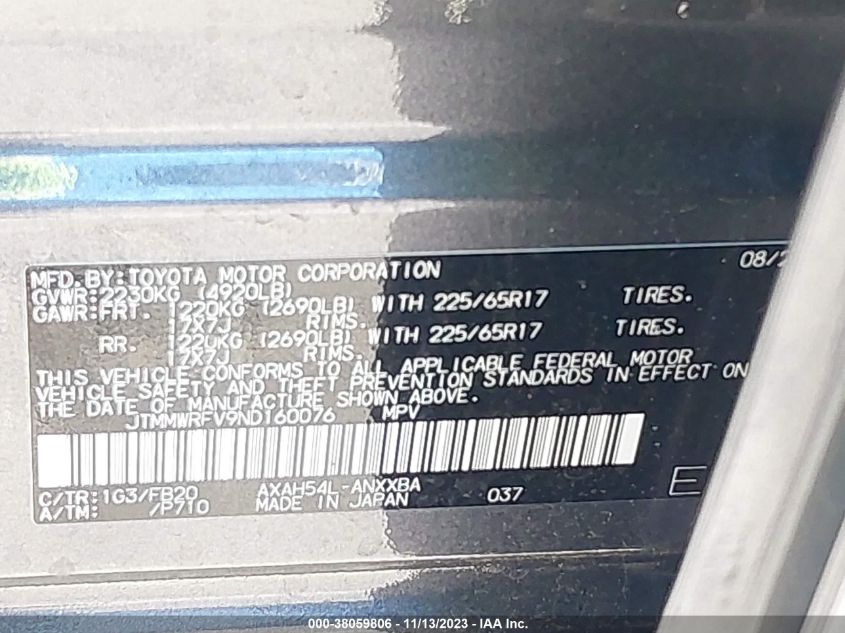 MFD. BY: TOYOTA MOTOR CORPORATION 08/2
GVWR: 2230KG (4920LB)
GAWR: FRT. 1220KG (2690LB) WITH 225/65R17 TIRES.
17X7J RIMS.
RR. 1220KG (2690LB) WITH 225/65R17 TIRES.
17X7J RIMS.
THIS VEHICLE CONFORMS TO ALL APPLICABLE FEDERAL MOTOR
VEHICLE SAFETY AND THEFT PREVENTION STANDARDS IN EFFECT ON
THE DATE OF MANUFACTURE SHOWN ABOVE.
JTMMWRFV9ND160076 MPV
C/TR: 1G3/FB20 AXAH54L-ANXXBA
A/TM: /P710 MADE IN JAPAN 037 E
000-38059806 - 11/13/2023 - IAA Inc.